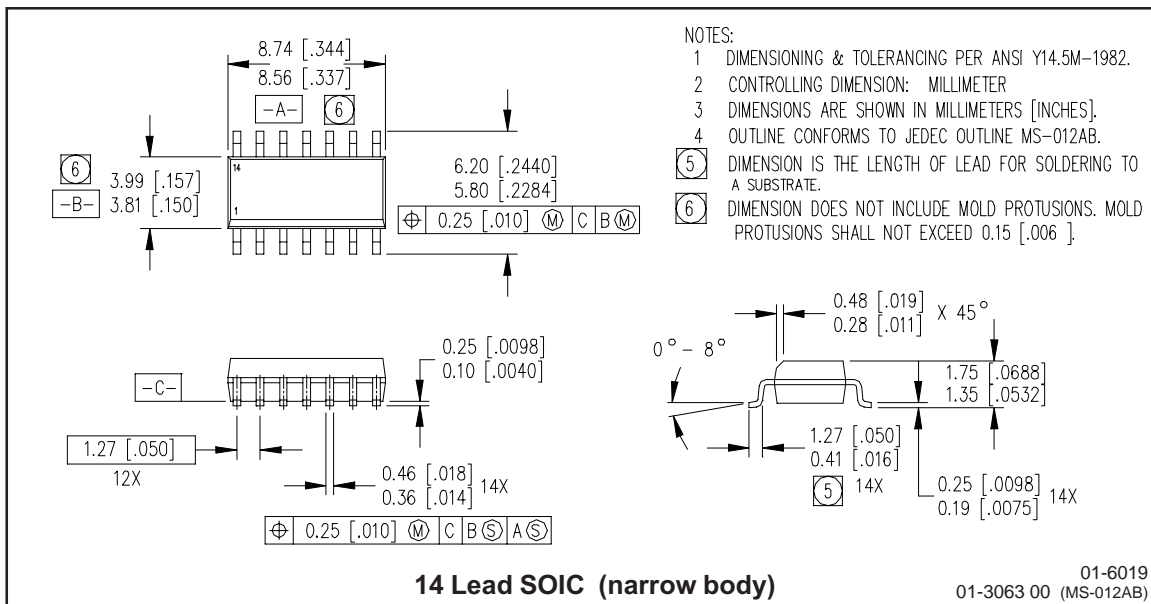 8.74 [.344]
8.56 [.337]
-A- 6
14
1
6
-B-
3.99 [.157]
3.81 [.150]
6.20 [.2440]
5.80 [.2284]
⌖ 0.25 [.010] Ⓜ C B Ⓜ
NOTES:
1 DIMENSIONING & TOLERANCING PER ANSI Y14.5M-1982.
2 CONTROLLING DIMENSION: MILLIMETER
3 DIMENSIONS ARE SHOWN IN MILLIMETERS [INCHES].
4 OUTLINE CONFORMS TO JEDEC OUTLINE MS-012AB.
5 DIMENSION IS THE LENGTH OF LEAD FOR SOLDERING TO
A SUBSTRATE.
6 DIMENSION DOES NOT INCLUDE MOLD PROTUSIONS. MOLD
PROTUSIONS SHALL NOT EXCEED 0.15 [.006 ].
-C-
0.25 [.0098]
0.10 [.0040]
1.27 [.050]
12X
0.46 [.018]
0.36 [.014]
14X
⌖ 0.25 [.010] Ⓜ C B Ⓢ A Ⓢ
0.48 [.019]
0.28 [.011]
X 45°
0° - 8°
1.75 [.0688]
1.35 [.0532]
1.27 [.050]
0.41 [.016]
5 14X
0.25 [.0098]
0.19 [.0075]
14X
14 Lead SOIC (narrow body)
01-6019
01-3063 00 (MS-012AB)